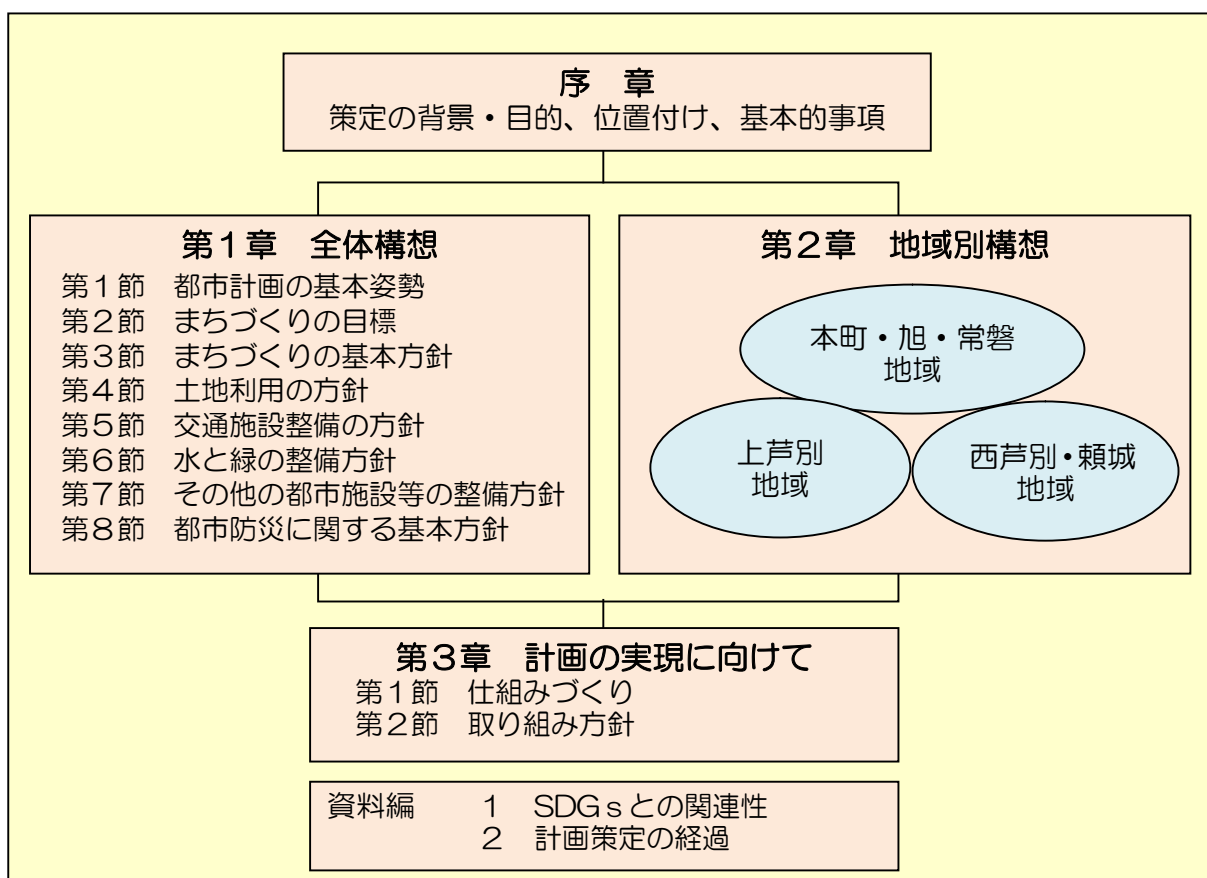 序　章
策定の背景・目的、位置付け、基本的事項
第１章　全体構想
第１節　都市計画の基本姿勢
第２節　まちづくりの目標
第３節　まちづくりの基本方針
第４節　土地利用の方針
第５節　交通施設整備の方針
第６節　水と緑の整備方針
第７節　その他の都市施設等の整備方針
第８節　都市防災に関する基本方針
第２章　地域別構想
本町・旭・常磐
地域
上芦別
地域
西芦別・頼城
地域
第３章　計画の実現に向けて
第１節　仕組みづくり
第２節　取り組み方針
資料編　　１　SDGｓとの関連性
２　計画策定の経過